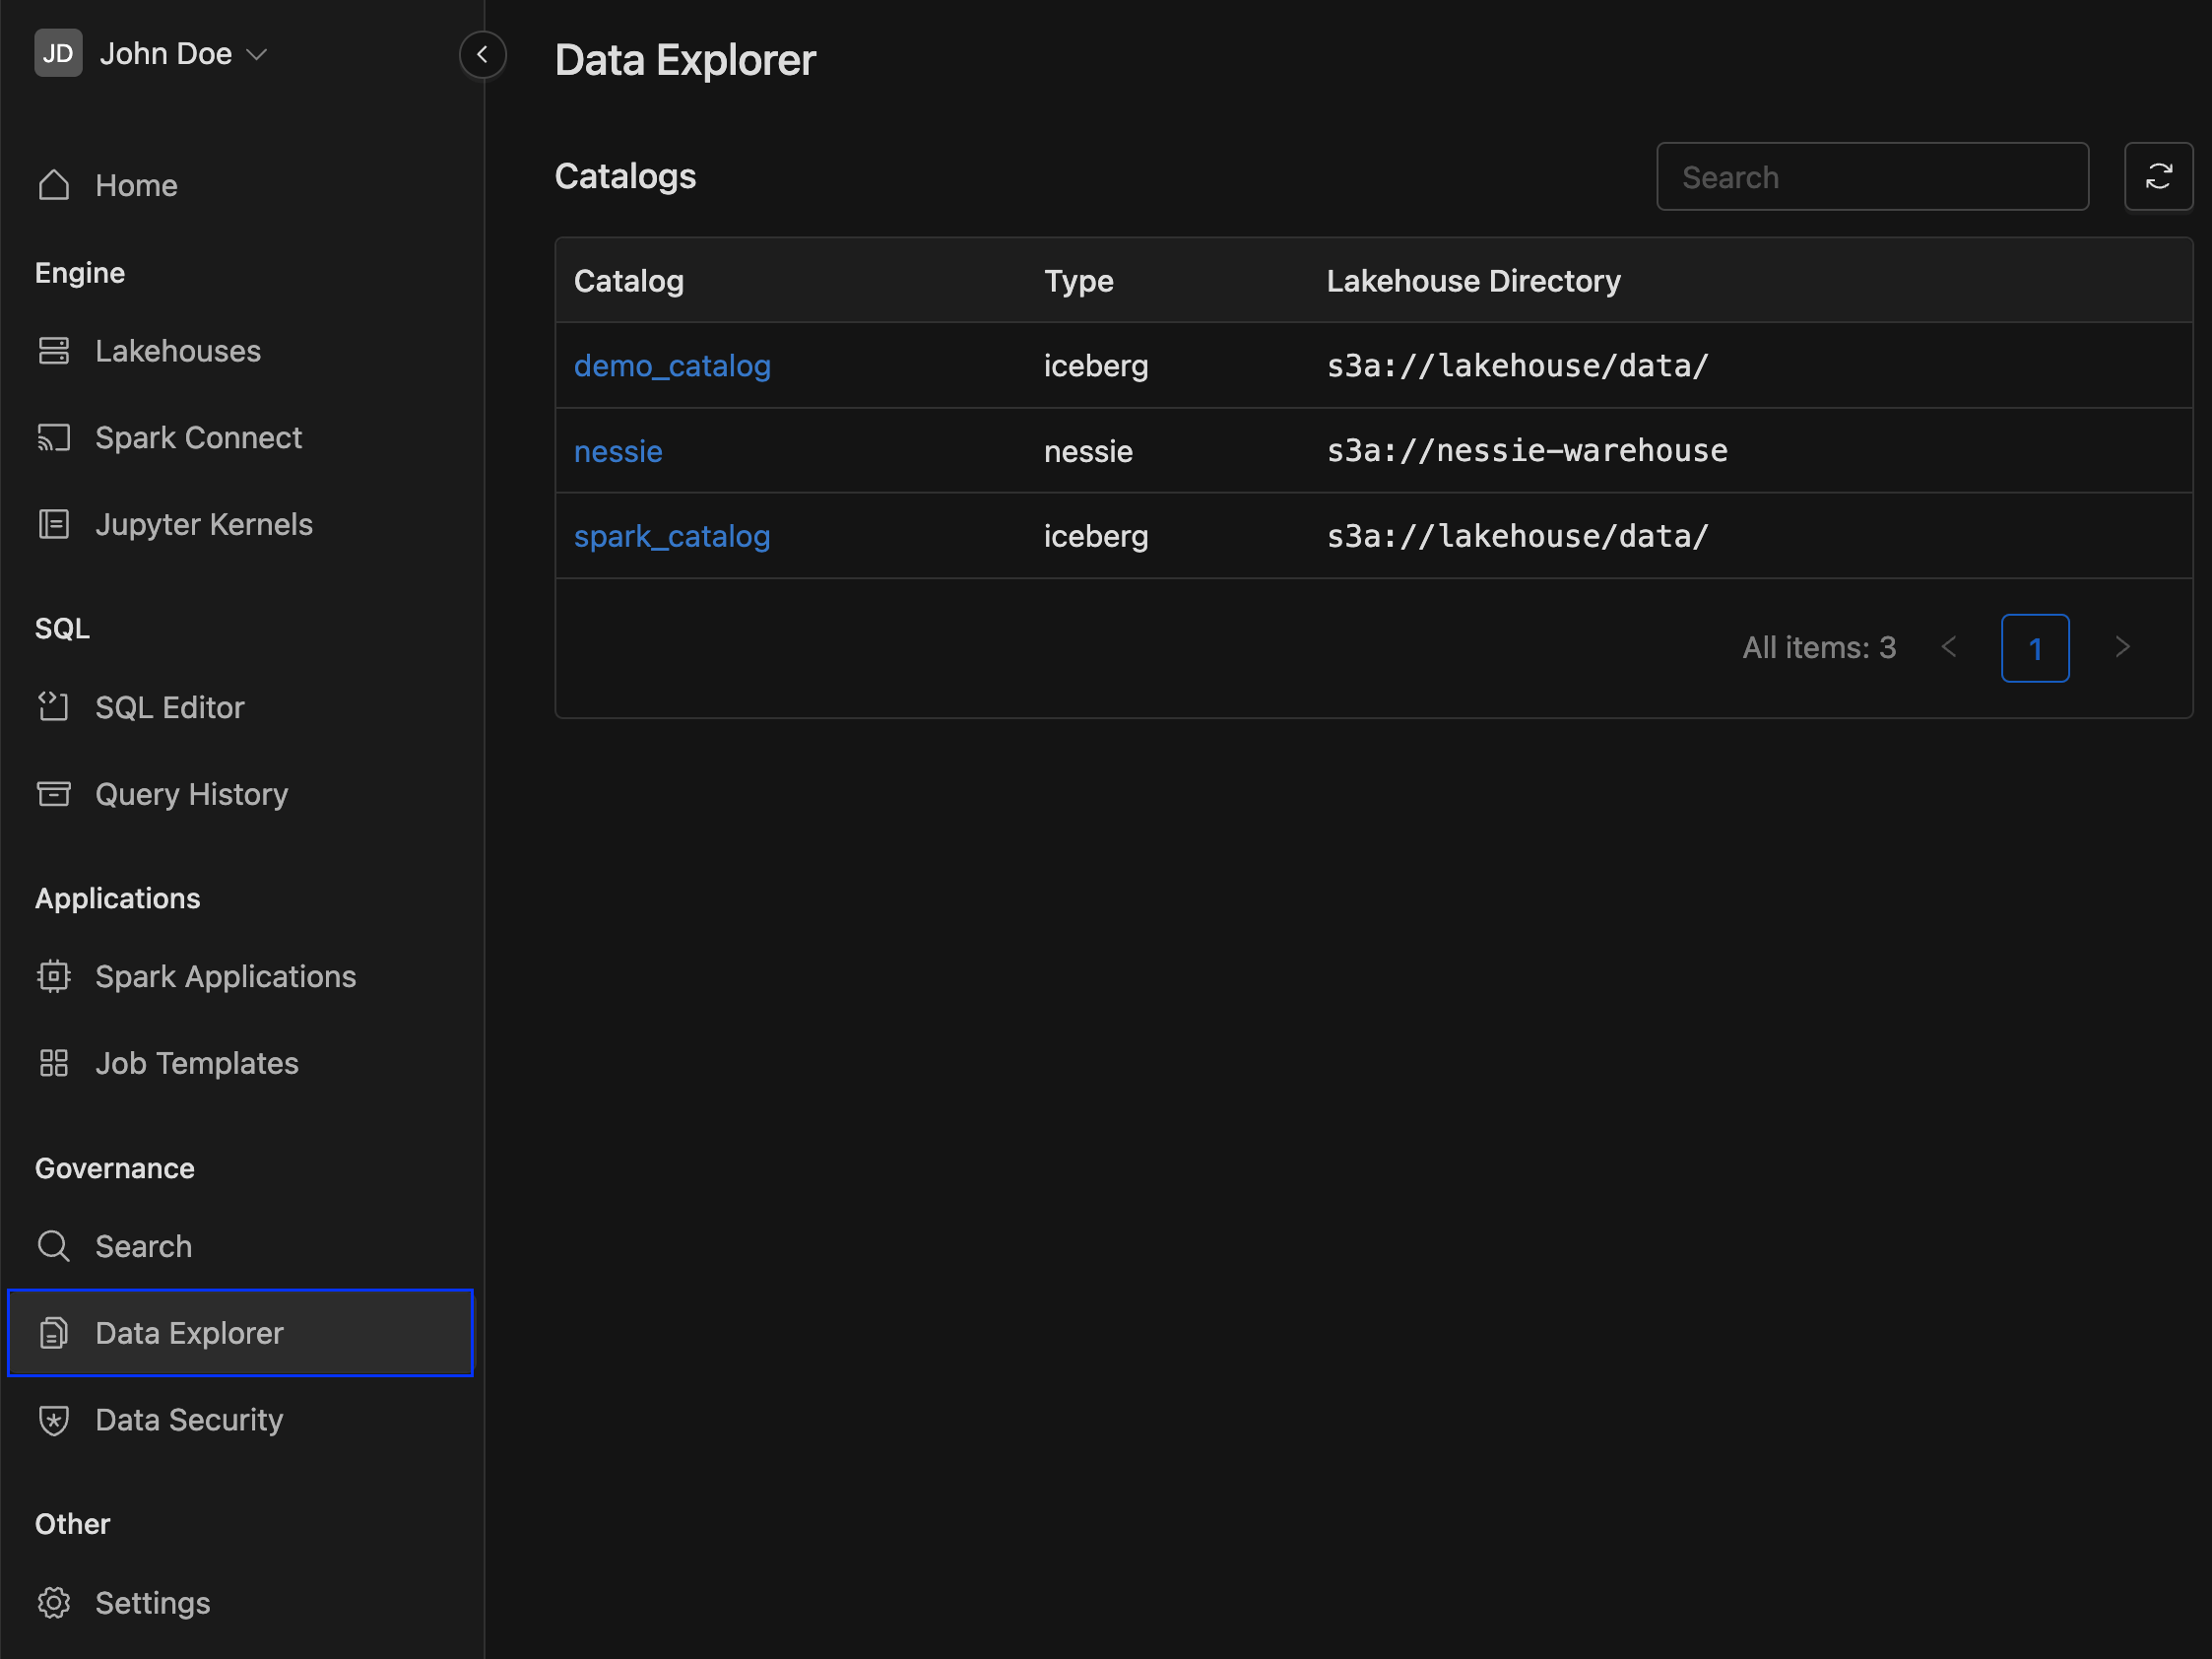 JD John Doe
Home
Engine
Lakehouses
Spark Connect
Jupyter Kernels
SQL
SQL Editor
Query History
Applications
Spark Applications
Job Templates
Governance
Search
Data Explorer
Data Security
Other
Settings
Data Explorer
Catalogs
Search
Catalog Type Lakehouse Directory
demo_catalog iceberg s3a://lakehouse/data/
nessie nessie s3a://nessie-warehouse
spark_catalog iceberg s3a://lakehouse/data/
All items: 3 1